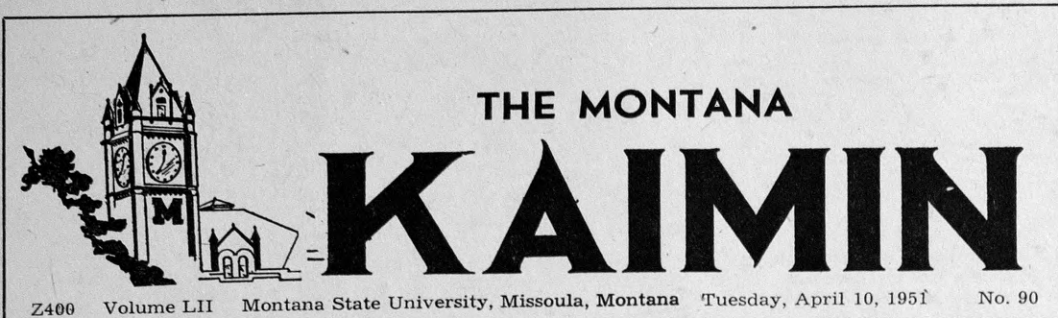 THE MONTANA
KAIMIN
M
Z400 Volume LII Montana State University, Missoula, Montana Tuesday, April 10, 1951 No. 90